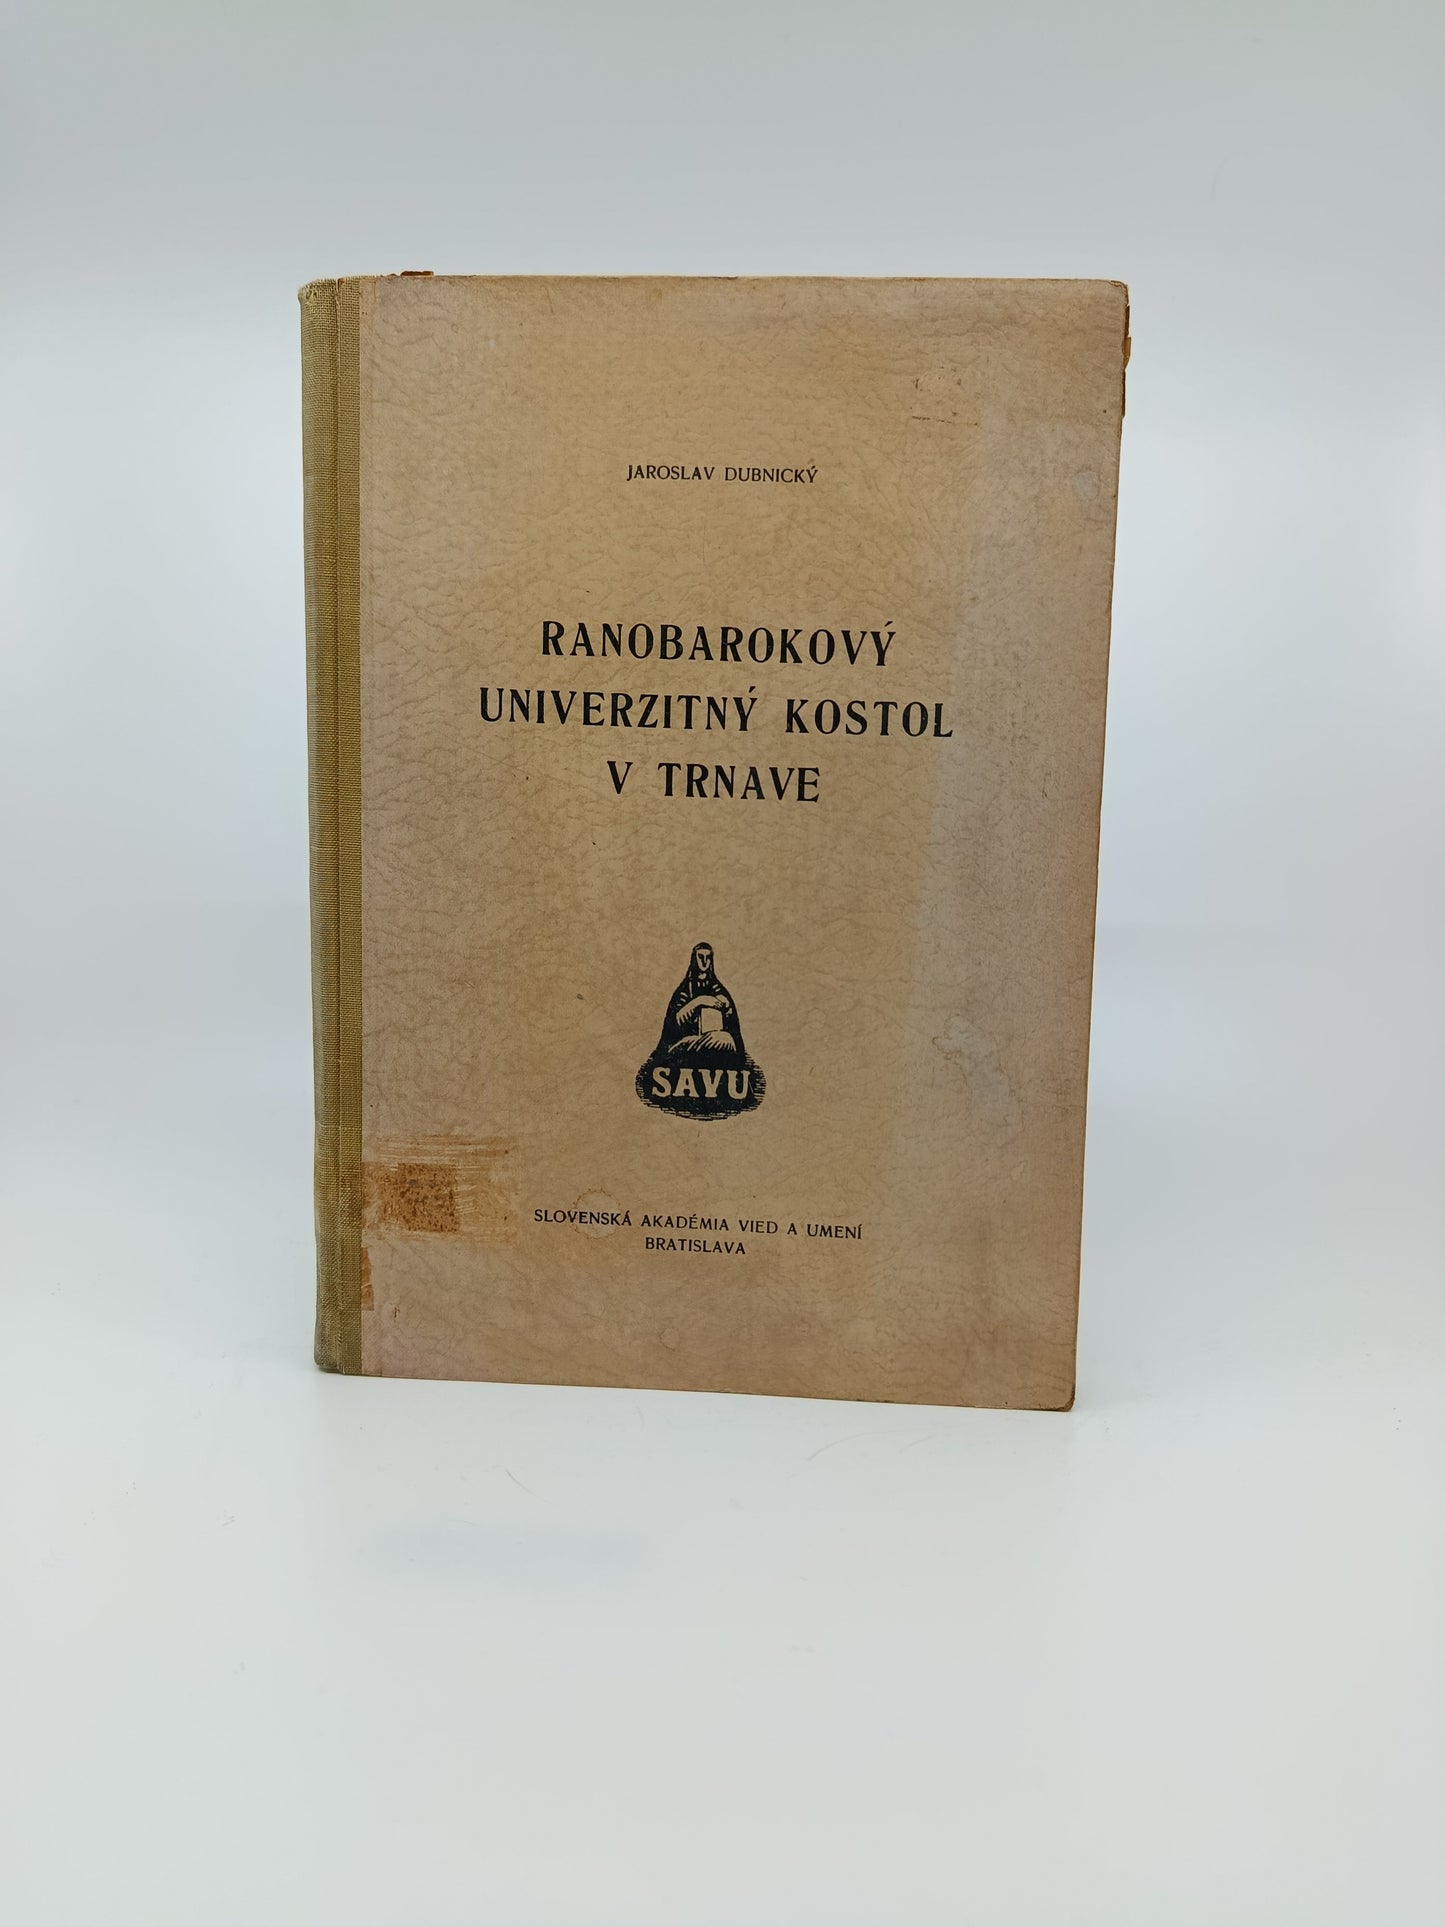 JAROSLAV DUBNICKÝ
RANOBAROKOVÝ
UNIVERZITNÝ KOSTOL
V TRNAVE
SAVU
SLOVENSKÁ AKADÉMIA VIED A UMENÍ
BRATISLAVA